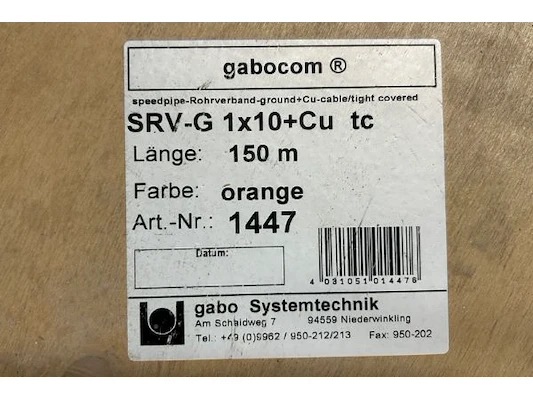 gabocom ®
speedpipe-Rohrverband-ground+Cu-cable/tight covered
SRV-G 1x10+Cu tc
Länge: 150 m
Farbe: orange
Art.-Nr.: 1447
Datum:
4 031051 014476
gabo Systemtechnik
Am Schaidweg 7 94559 Niederwinkling
Tel.: +49 (0)9962 / 950-212/213 Fax: 950-202